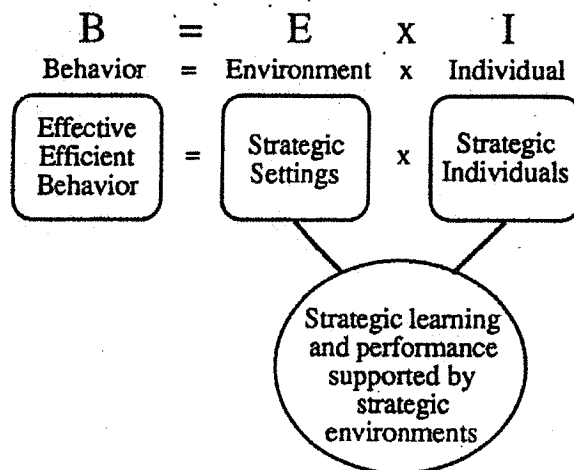 B = E x I
Behavior = Environment x Individual
Effective
Efficient
Behavior
=
Strategic
Settings
x
Strategic
Individuals
Strategic learning
and performance
supported by
strategic
environments